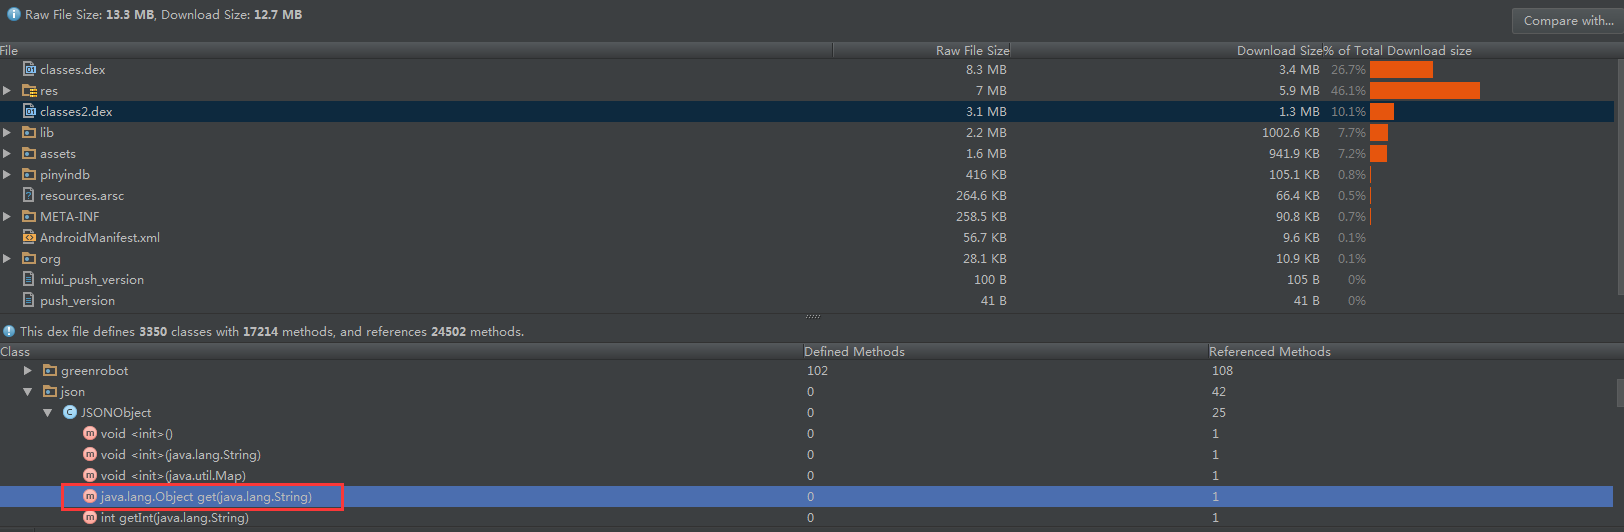 Raw File Size: 13.3 MB, Download Size: 12.7 MB
Compare with...
File Raw File Size Download Size % of Total Download size
classes.dex 8.3 MB 3.4 MB 26.7%
res 7 MB 5.9 MB 46.1%
classes2.dex 3.1 MB 1.3 MB 10.1%
lib 2.2 MB 1002.6 KB 7.7%
assets 1.6 MB 941.9 KB 7.2%
pinyindb 416 KB 105.1 KB 0.8%
resources.arsc 264.6 KB 66.4 KB 0.5%
META-INF 258.5 KB 90.8 KB 0.7%
AndroidManifest.xml 56.7 KB 9.6 KB 0.1%
org 28.1 KB 10.9 KB 0.1%
miui_push_version 100 B 105 B 0%
push_version 41 B 41 B 0%
This dex file defines 3350 classes with 17214 methods, and references 24502 methods.
Class Defined Methods Referenced Methods
greenrobot 102 108
json 0 42
JSONObject 0 25
void <init>() 0 1
void <init>(java.lang.String) 0 1
void <init>(java.util.Map) 0 1
java.lang.Object get(java.lang.String) 0 1
int getInt(java.lang.String) 0 1